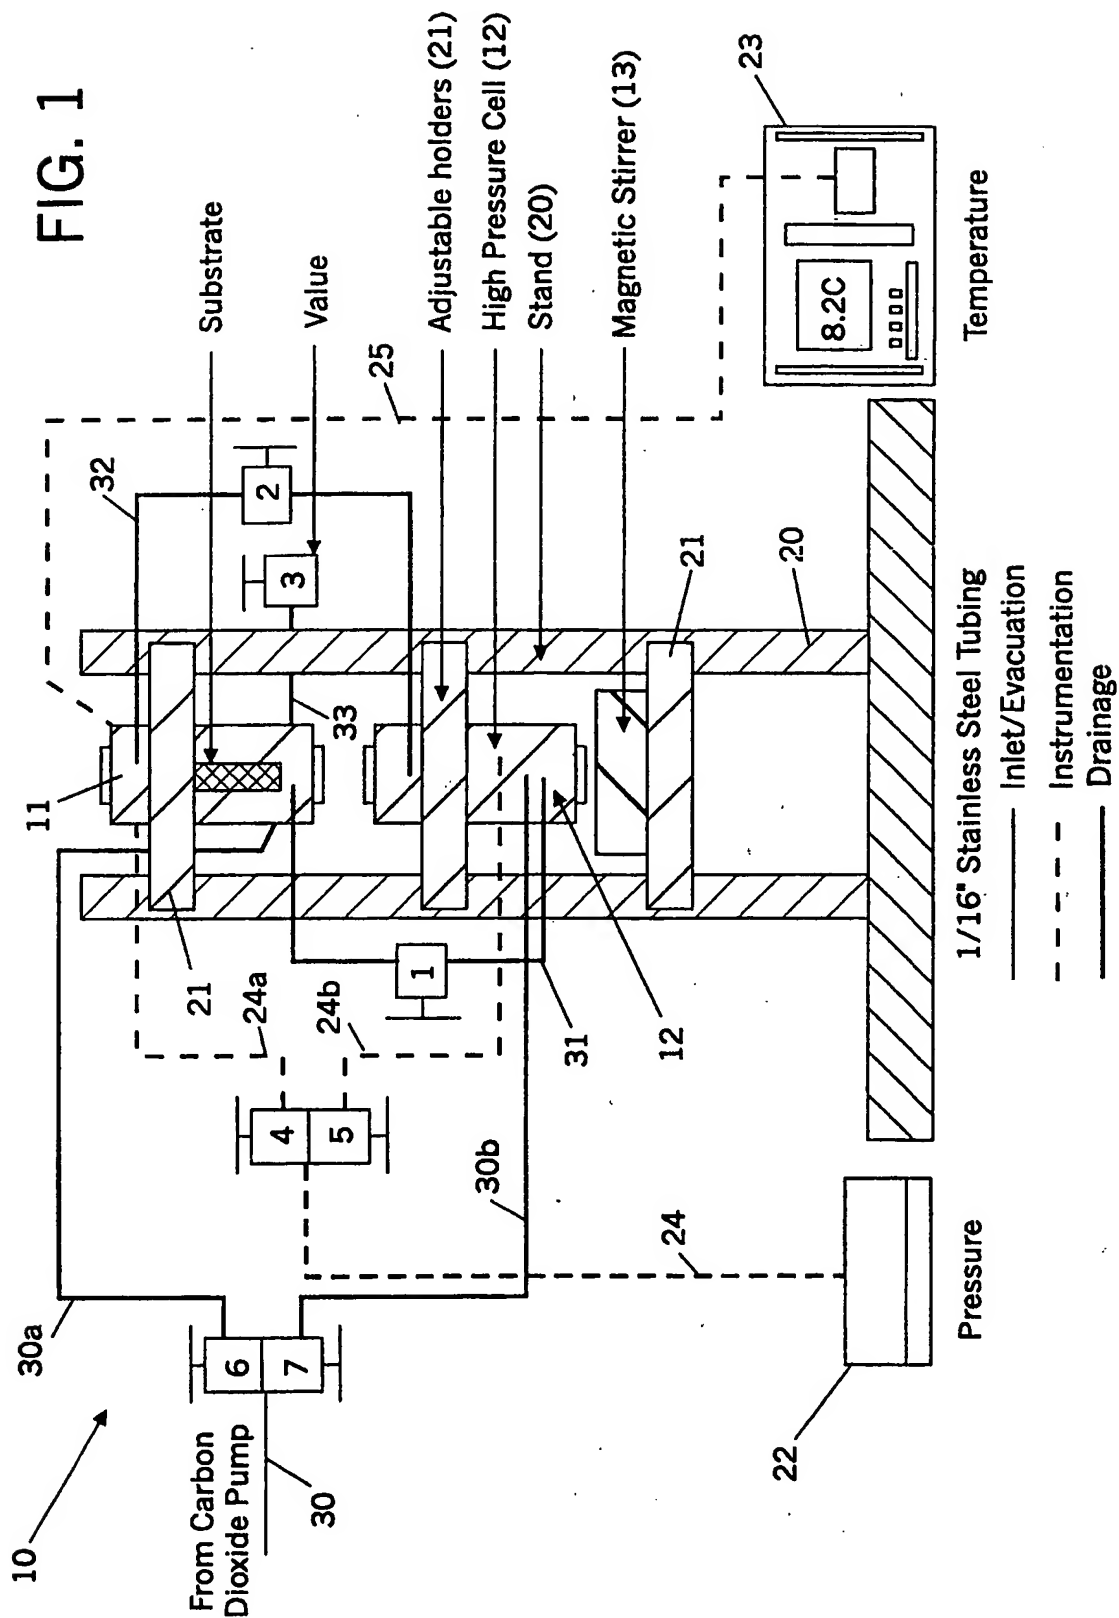 FIG. 1
10
From Carbon
Dioxide Pump
30
30a
6
7
30b
4
5
24a
24b
24
21
1
31
12
11
32
33
3
2
25
Substrate
Value
Adjustable holders (21)
High Pressure Cell (12)
Stand (20)
Magnetic Stirrer (13)
21
20
23
8.2C
Temperature
22
Pressure
1/16" Stainless Steel Tubing
Inlet/Evacuation
Instrumentation
Drainage